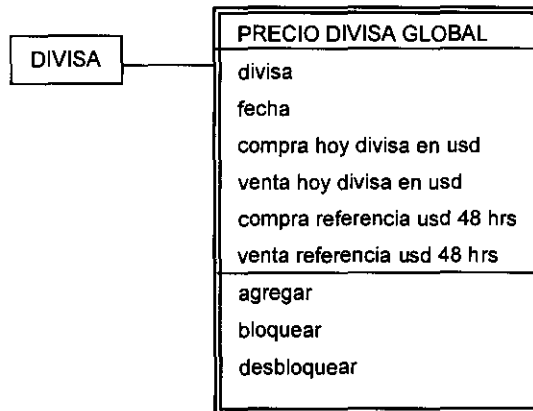 DIVISA
PRECIO DIVISA GLOBAL
divisa
fecha
compra hoy divisa en usd
venta hoy divisa en usd
compra referencia usd 48 hrs
venta referencia usd 48 hrs
agregar
bloquear
desbloquear